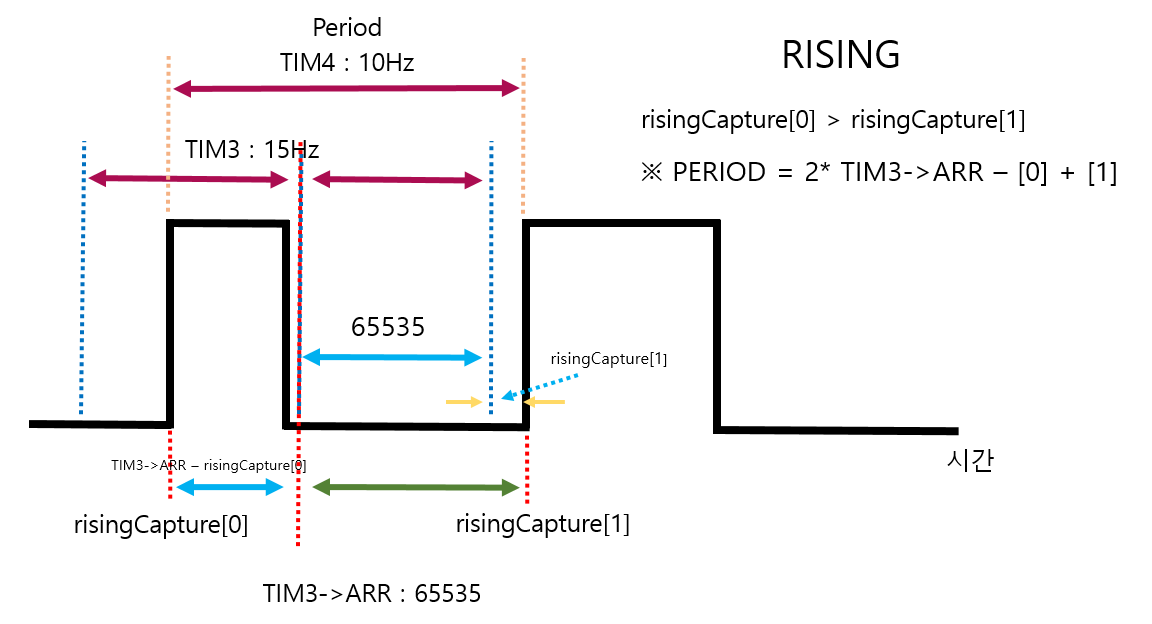 Period
TIM4 : 10Hz
RISING
risingCapture[0] > risingCapture[1]
TIM3 : 15Hz
※ PERIOD = 2* TIM3->ARR – [0] + [1]
65535
risingCapture[1]
시간
TIM3->ARR – risingCapture[0]
risingCapture[0]
risingCapture[1]
TIM3->ARR : 65535